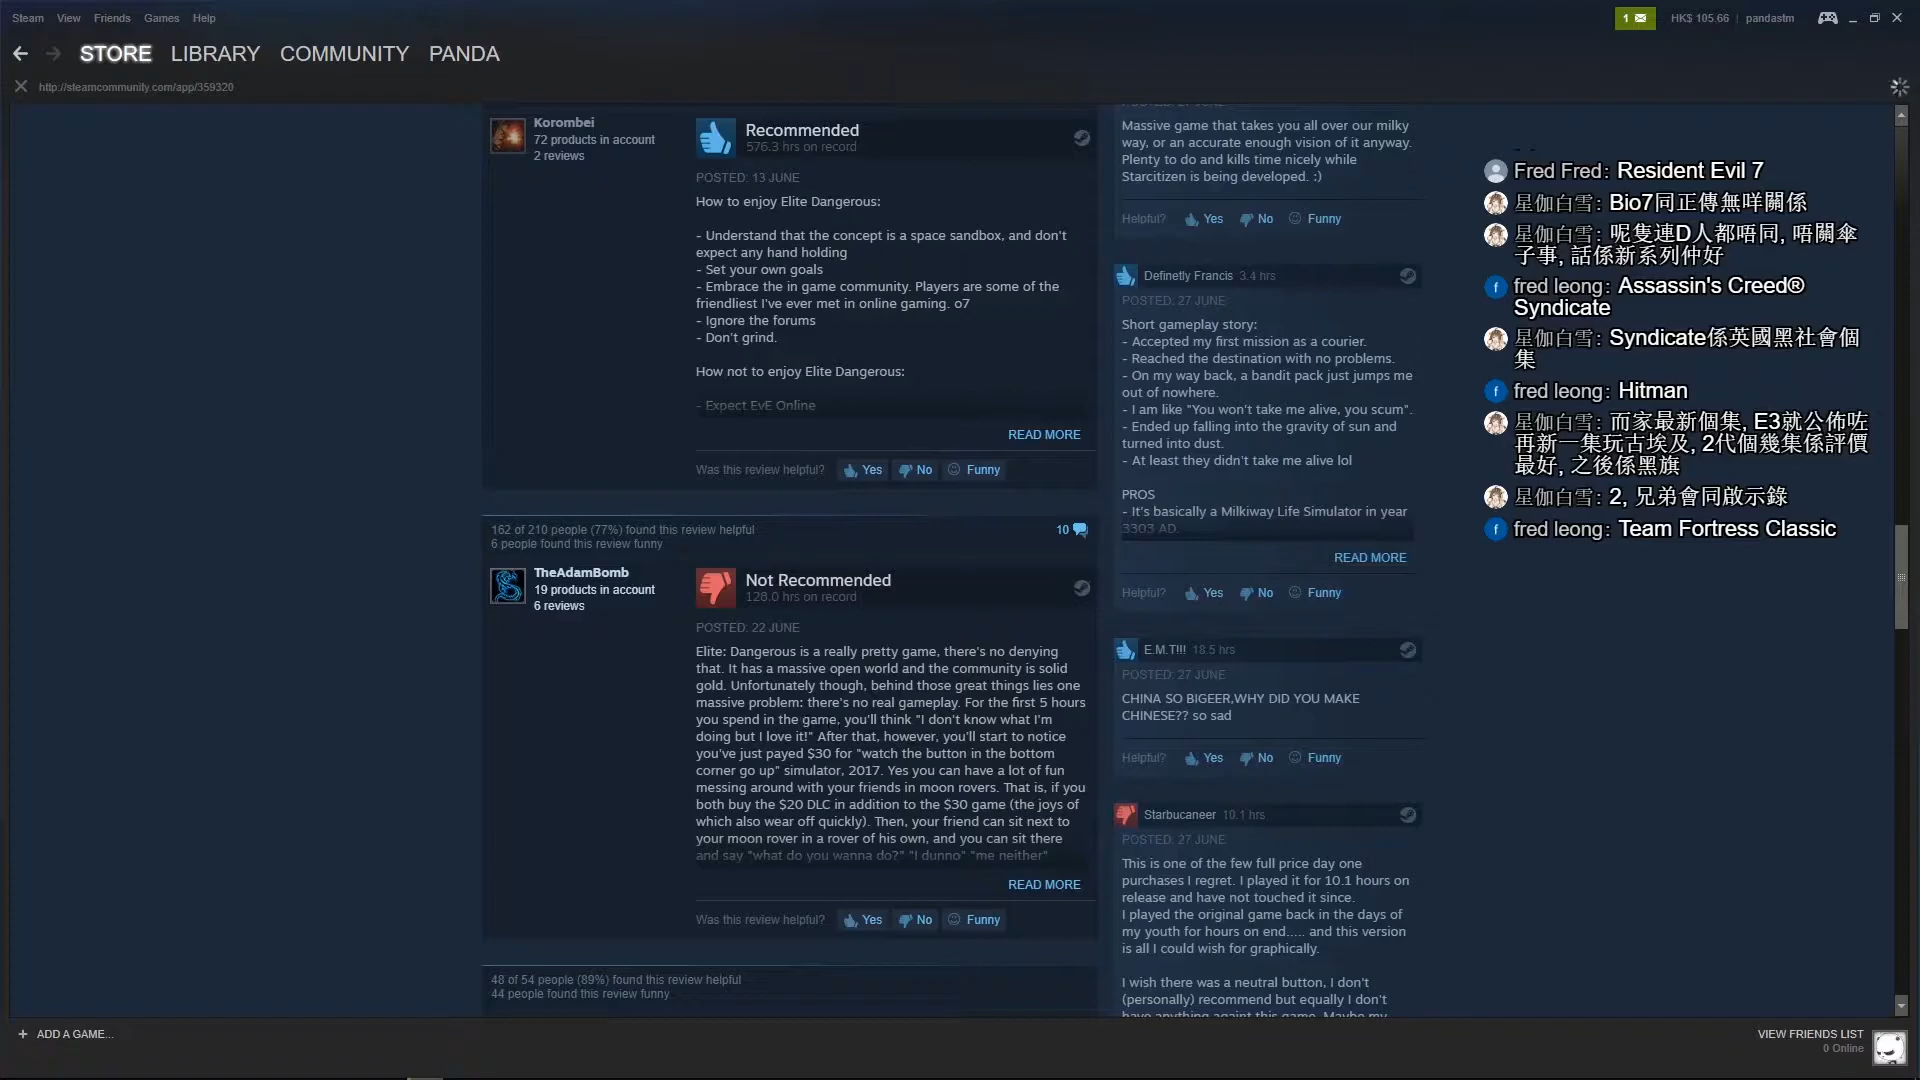 Steam View Friends Games Help
1 HK$ 105.66 | pandastm
STORE LIBRARY COMMUNITY PANDA
http://steamcommunity.com/app/359320
Korombei
72 products in account
2 reviews
Recommended
576.3 hrs on record
POSTED: 13 JUNE
How to enjoy Elite Dangerous:
- Understand that the concept is a space sandbox, and don't
expect any hand holding
- Set your own goals
- Embrace the in game community. Players are some of the
friendliest I've ever met in online gaming. o7
- Ignore the forums
- Don't grind.
How not to enjoy Elite Dangerous:
- Expect EvE Online
READ MORE
Was this review helpful? Yes No Funny
162 of 210 people (77%) found this review helpful
6 people found this review funny
10
TheAdamBomb
19 products in account
6 reviews
Not Recommended
128.0 hrs on record
POSTED: 22 JUNE
Elite: Dangerous is a really pretty game, there's no denying
that. It has a massive open world and the community is solid
gold. Unfortunately though, behind those great things lies one
massive problem: there's no real gameplay. For the first 5 hours
you spend in the game, you'll think "I don't know what I'm
doing but I love it!" After that, however, you'll start to notice
you've just payed $30 for "watch the button in the bottom
corner go up" simulator, 2017. Yes you can have a lot of fun
messing around with your friends in moon rovers. That is, if you
both buy the $20 DLC in addition to the $30 game (the joys of
which also wear off quickly). Then, your friend can sit next to
your moon rover in a rover of his own, and you can sit there
and say "what do you wanna do?" "I dunno" "me neither"
READ MORE
Was this review helpful? Yes No Funny
48 of 54 people (89%) found this review helpful
44 people found this review funny
Massive game that takes you all over our milky
way, or an accurate enough vision of it anyway.
Plenty to do and kills time nicely while
Starcitizen is being developed. :)
Helpful? Yes No Funny
Definetly Francis 3.4 hrs
POSTED: 27 JUNE
Short gameplay story:
- Accepted my first mission as a courier.
- Reached the destination with no problems.
- On my way back, a bandit pack just jumps me
out of nowhere.
- I am like "You won't take me alive, you scum".
- Ended up falling into the gravity of sun and
turned into dust.
- At least they didn't take me alive lol
PROS
- It's basically a Milkiway Life Simulator in year
3303 AD.
READ MORE
Helpful? Yes No Funny
E.M.T!!! 18.5 hrs
POSTED: 27 JUNE
CHINA SO BIGEER,WHY DID YOU MAKE
CHINESE?? so sad
Helpful? Yes No Funny
Starbucaneer 10.1 hrs
POSTED: 27 JUNE
This is one of the few full price day one
purchases I regret. I played it for 10.1 hours on
release and have not touched it since.
I played the original game back in the days of
my youth for hours on end..... and this version
is all I could wish for graphically.
I wish there was a neutral button, I don't
(personally) recommend but equally I don't
have anything againt this game. Maybe my
Fred Fred: Resident Evil 7
星伽白雪: Bio7同正傳無咩關係
星伽白雪: 呢隻連D人都唔同, 唔關傘
子事, 話係新系列仲好
fred leong: Assassin's Creed®
Syndicate
星伽白雪: Syndicate係英國黑社會個
集
fred leong: Hitman
星伽白雪: 而家最新個集, E3就公佈咗
再新一集玩古埃及, 2代個幾集係評價
最好, 之後係黑旗
星伽白雪: 2, 兄弟會同啟示錄
fred leong: Team Fortress Classic
+ ADD A GAME...
VIEW FRIENDS LIST
0 Online